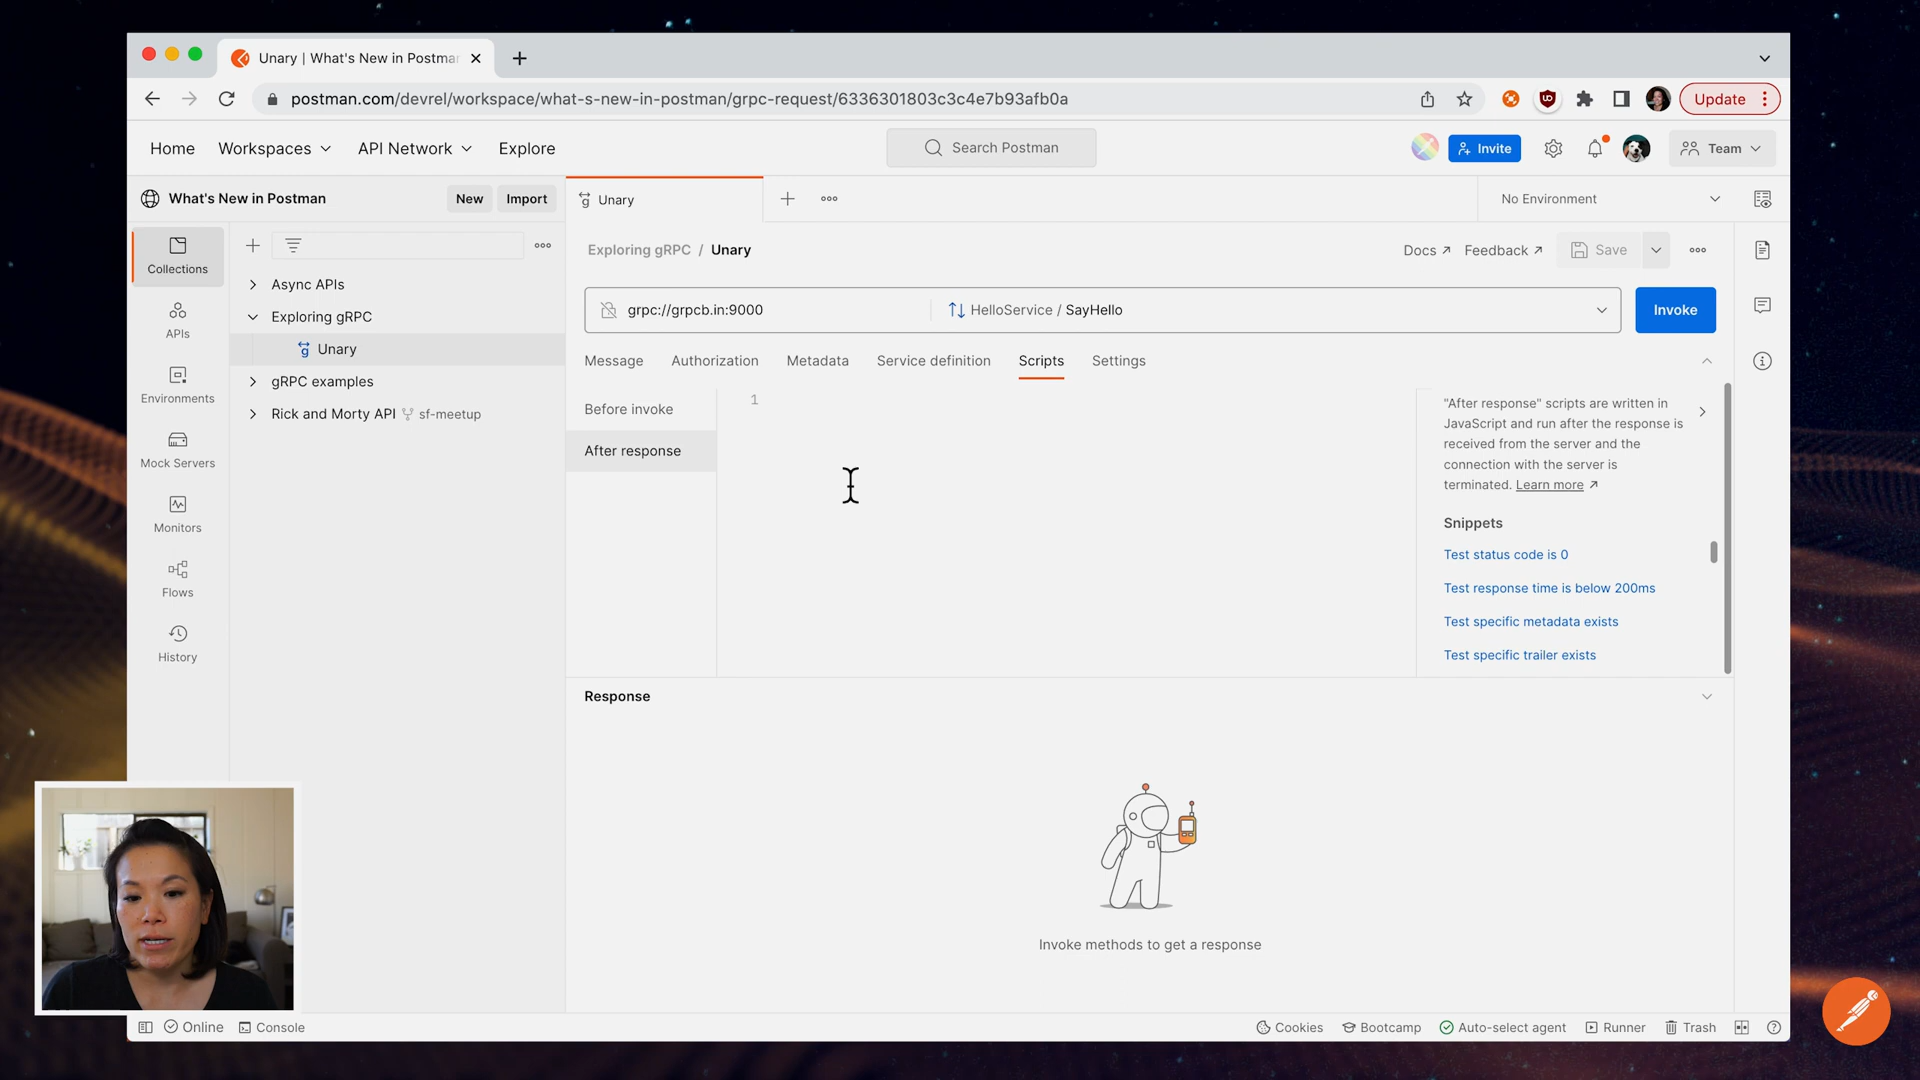 Unary | What's New in Postma
postman.com/devrel/workspace/what-s-new-in-postman/grpc-request/6336301803c3c4e7b93afb0a
Update
Home
Workspaces
API Network
Explore
Search Postman
Invite
Team
What's New in Postman
New
Import
Unary
No Environment
Collections
APIs
Environments
Mock Servers
Monitors
Flows
History
Async APIs
Exploring gRPC
Unary
gRPC examples
Rick and Morty API sf-meetup
Exploring gRPC / Unary
Docs
Feedback
Save
grpc://grpcb.in:9000
HelloService / SayHello
Invoke
Message
Authorization
Metadata
Service definition
Scripts
Settings
Before invoke
After response
1
"After response" scripts are written in
JavaScript and run after the response is
received from the server and the
connection with the server is
terminated. Learn more
Snippets
Test status code is 0
Test response time is below 200ms
Test specific metadata exists
Test specific trailer exists
Response
Invoke methods to get a response
Online
Console
Cookies
Bootcamp
Auto-select agent
Runner
Trash